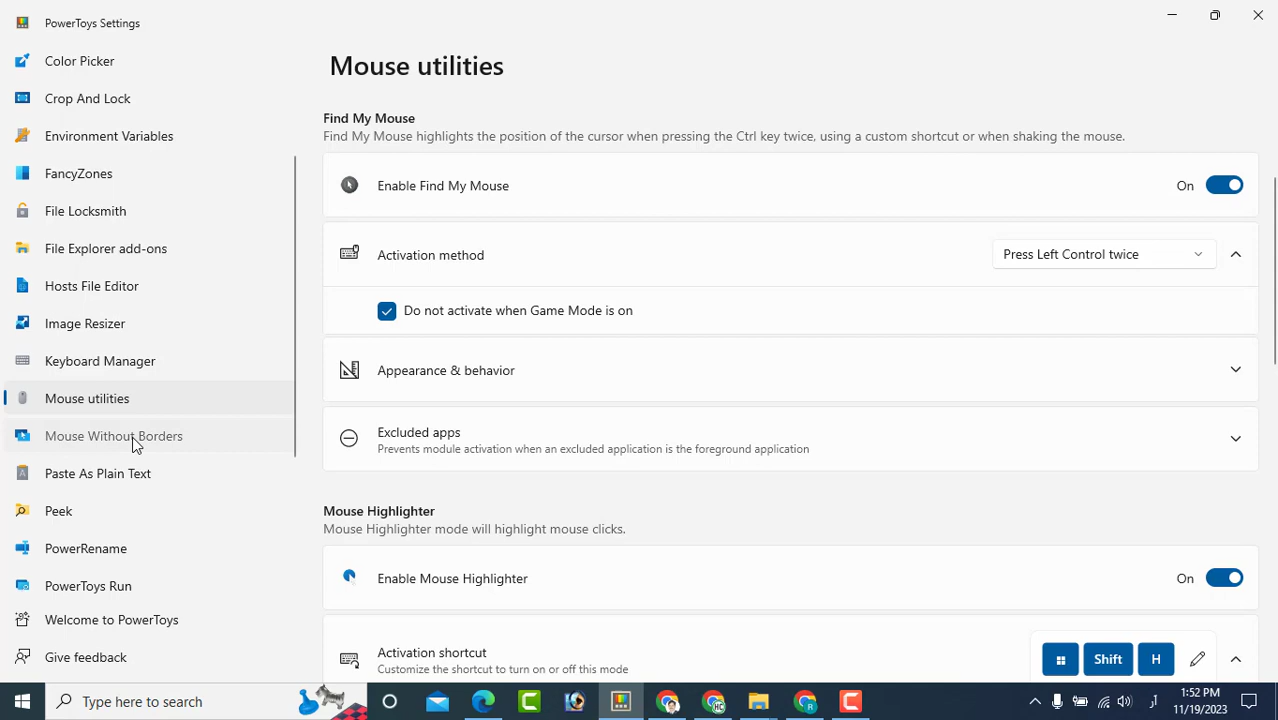 PowerToys Settings
Color Picker
Crop And Lock
Environment Variables
FancyZones
File Locksmith
File Explorer add-ons
Hosts File Editor
Image Resizer
Keyboard Manager
Mouse utilities
Mouse Without Borders
Paste As Plain Text
Peek
PowerRename
PowerToys Run
Welcome to PowerToys
Give feedback
Mouse utilities
Find My Mouse
Find My Mouse highlights the position of the cursor when pressing the Ctrl key twice, using a custom shortcut or when shaking the mouse.
Enable Find My Mouse On
Activation method Press Left Control twice
Do not activate when Game Mode is on
Appearance & behavior
Excluded apps
Prevents module activation when an excluded application is the foreground application
Mouse Highlighter
Mouse Highlighter mode will highlight mouse clicks.
Enable Mouse Highlighter On
Activation shortcut
Customize the shortcut to turn on or off this mode
Shift H
Type here to search
1:52 PM
11/19/2023